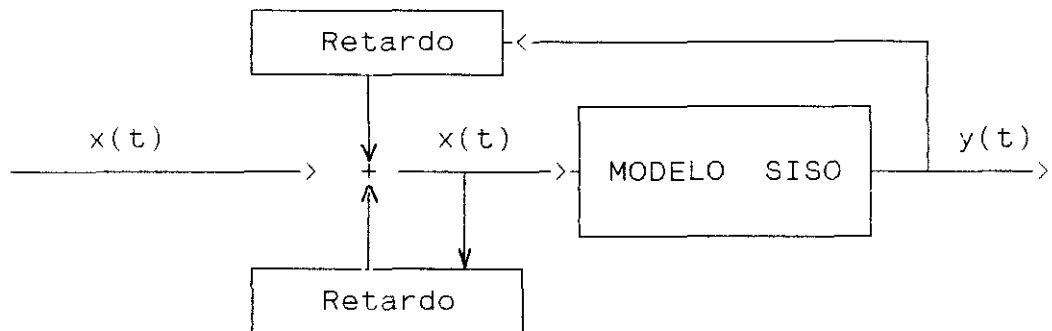 Retardo
x(t)
x(t)
y(t)
+
MODELO SISO
Retardo